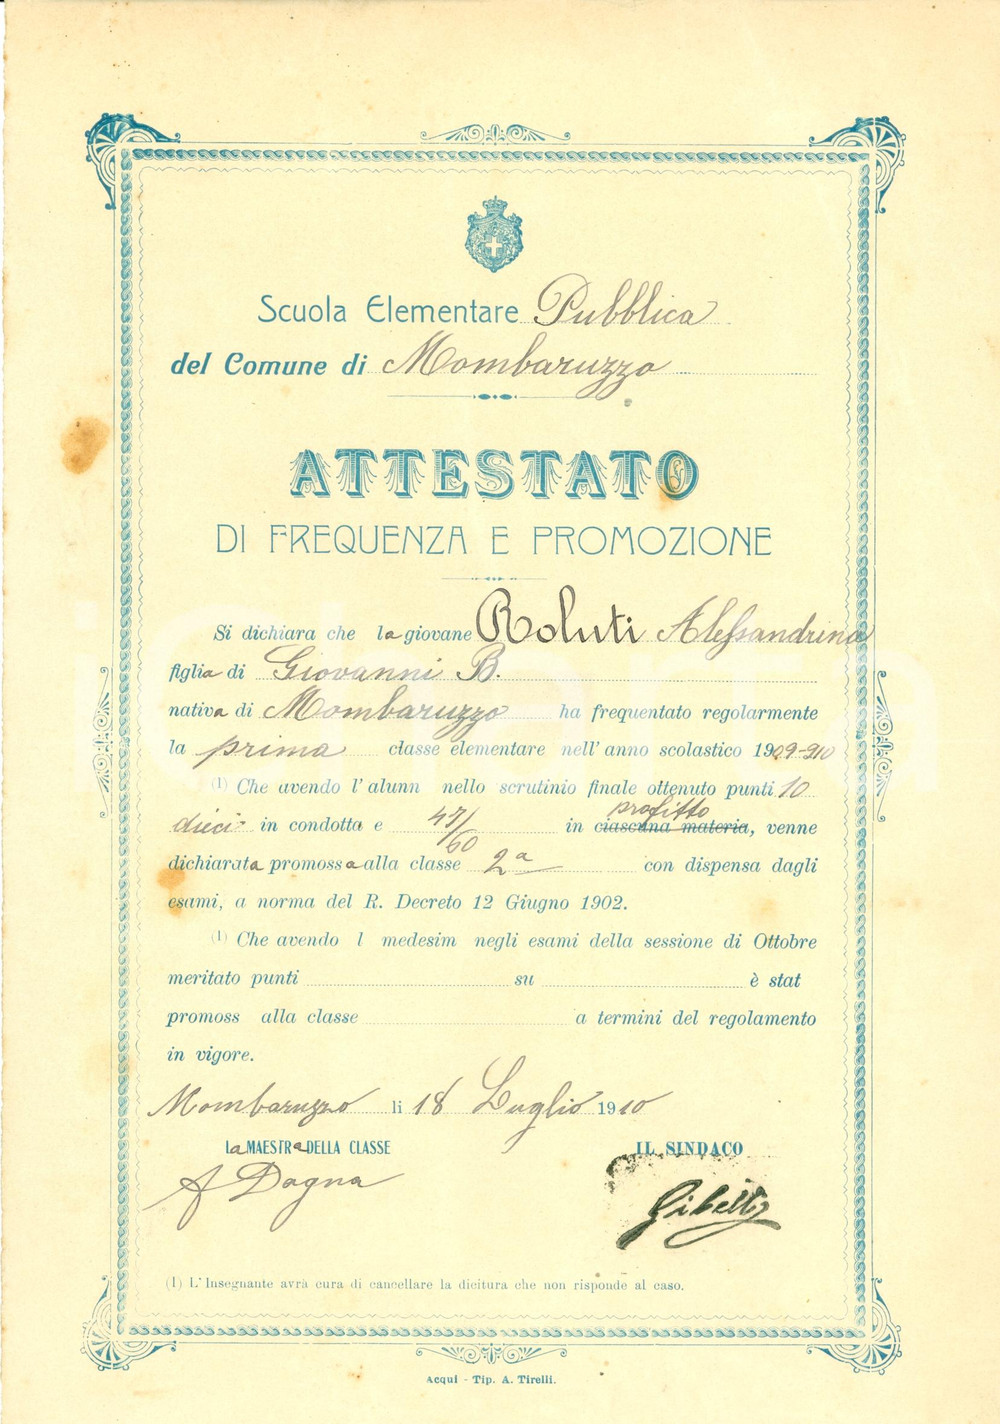 Scuola Elementare Pubblica
del Comune di Mombaruzzo
ATTESTATO
DI FREQUENZA E PROMOZIONE
Si dichiara che la giovane Roluti Alessandrina
figlia di Giovanni B.
nativa di Mombaruzzo ha frequentato regolarmente
la prima classe elementare nell'anno scolastico 1909-910
(1) Che avendo l'alunn nello scrutinio finale ottenuto punti 10
profitto
dieci in condotta e 47/60 in ciascuna materia, venne
dichiarata promossa alla classe 2a con dispensa dagli
esami, a norma del R. Decreto 12 Giugno 1902.
(1) Che avendo l medesim negli esami della sessione di Ottobre
meritato punti su è stat
promoss alla classe a termini del regolamento
in vigore.
Mombaruzzo li 18 Luglio 1910
La MAESTRa DELLA CLASSE IL SINDACO
Dagna
(1) L'Insegnante avrà cura di cancellare la dicitura che non risponde al caso.
Acqui - Tip. A. Tirelli.